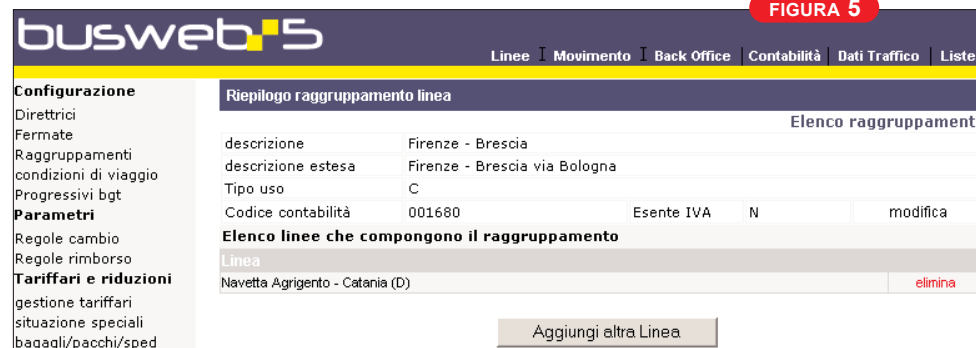 FIGURA 5
busweb 5
Linee Movimento Back Office Contabilità Dati Traffico Liste
Configurazione
Direttrici
Fermate
Raggruppamenti
condizioni di viaggio
Progressivi bgt
Parametri
Regole cambio
Regole rimborso
Tariffari e riduzioni
gestione tariffari
situazione speciali
bagagli/pacchi/sped
Riepilogo raggruppamento linea
Elenco raggruppament
descrizione Firenze - Brescia
descrizione estesa Firenze - Brescia via Bologna
Tipo uso C
Codice contabilità 001680 Esente IVA N modifica
Elenco linee che compongono il raggruppamento
Linea
Navetta Agrigento - Catania (D) elimina
Aggiungi altra Linea